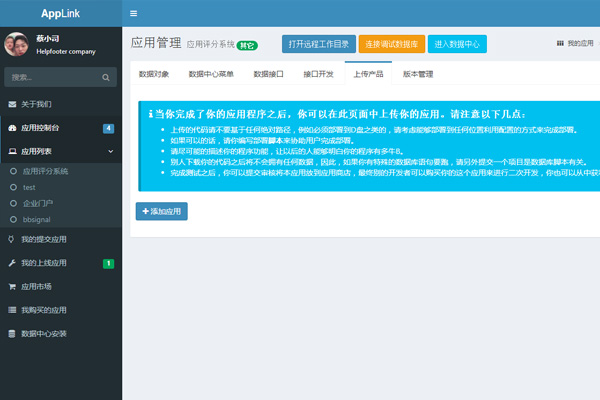 AppLink
蔡小司
Helpfooter company
搜索...
关于我们
应用控制台 4
应用列表
应用评分系统
test
企业门户
bbsignal
我的提交应用
我的上线应用 1
应用市场
我购买的应用
数据中心安装
应用管理 应用评分系统 其它 打开远程工作目录 连接调试数据库 进入数据中心 我的应用
数据对象 数据中心菜单 数据接口 接口开发 上传产品 版本管理
当你完成了你的应用程序之后，你可以在此页面中上传你的应用。请注意以下几点：
上传的代码请不要基于任何绝对路径，例如必须部署到D盘之类的，请考虑能够部署到任何位置利用配置的方式来完成部署。
如果可以的话，请你编写部署脚本来协助用户完成部署。
请尽可能的描述你的程序功能，让以后的人能够明白你的程序有多牛B。
别人下载你的代码之后将不会拥有任何数据，因此，如果你有特殊的数据库语句要跑，请另外提交一个项目是数据库脚本有关。
完成测试之后，你可以提交审核将本应用放到应用商店，最终别的开发者可以购买你的这个应用来进行二次开发，你也可以从中获
添加应用